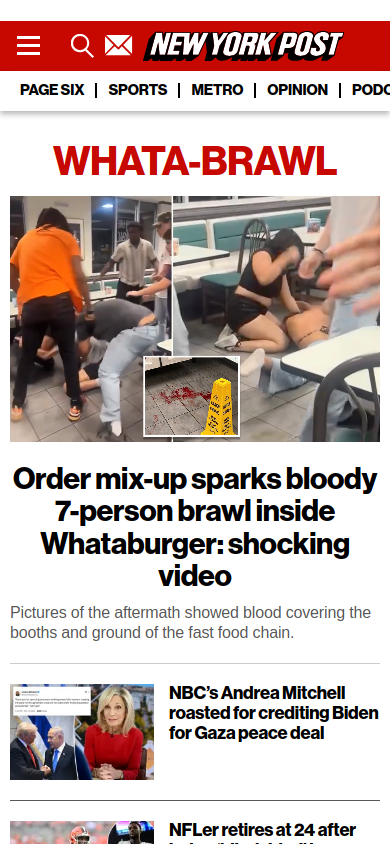 NEW YORK POST
PAGE SIX
SPORTS
METRO
OPINION
PODC
WHATA-BRAWL
Order mix-up sparks bloody
7-person brawl inside
Whataburger: shocking
video
Pictures of the aftermath showed blood covering the
booths and ground of the fast food chain.
NBC’s Andrea Mitchell
roasted for crediting Biden
for Gaza peace deal
NFLer retires at 24 after